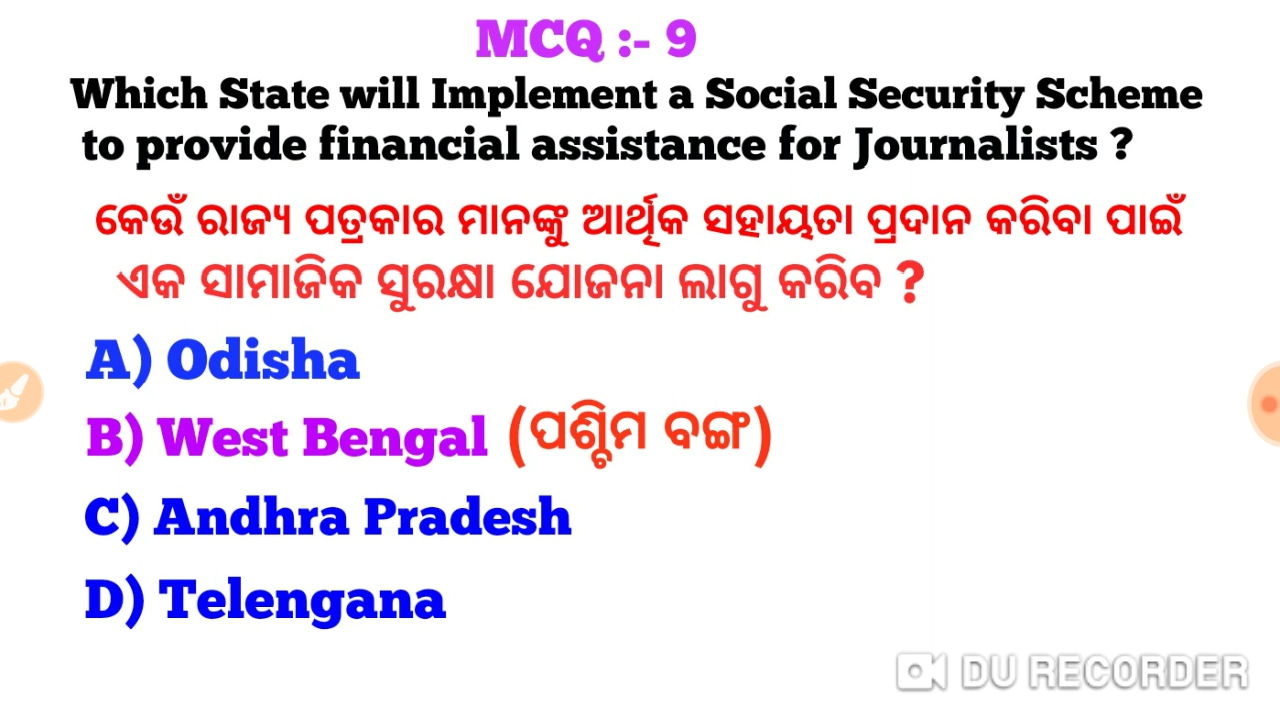 MCQ :- 9
Which State will Implement a Social Security Scheme
to provide financial assistance for Journalists ?
କେଉଁ ରାଜ୍ୟ ପତ୍ରକାର ମାନଙ୍କୁ ଆର୍ଥିକ ସହାୟତା ପ୍ରଦାନ କରିବା ପାଇଁ
ଏକ ସାମାଜିକ ସୁରକ୍ଷା ଯୋଜନା ଲାଗୁ କରିବ ?
A) Odisha
B) West Bengal (ପଶ୍ଚିମ ବଙ୍ଗ)
C) Andhra Pradesh
D) Telengana
DU RECORDER